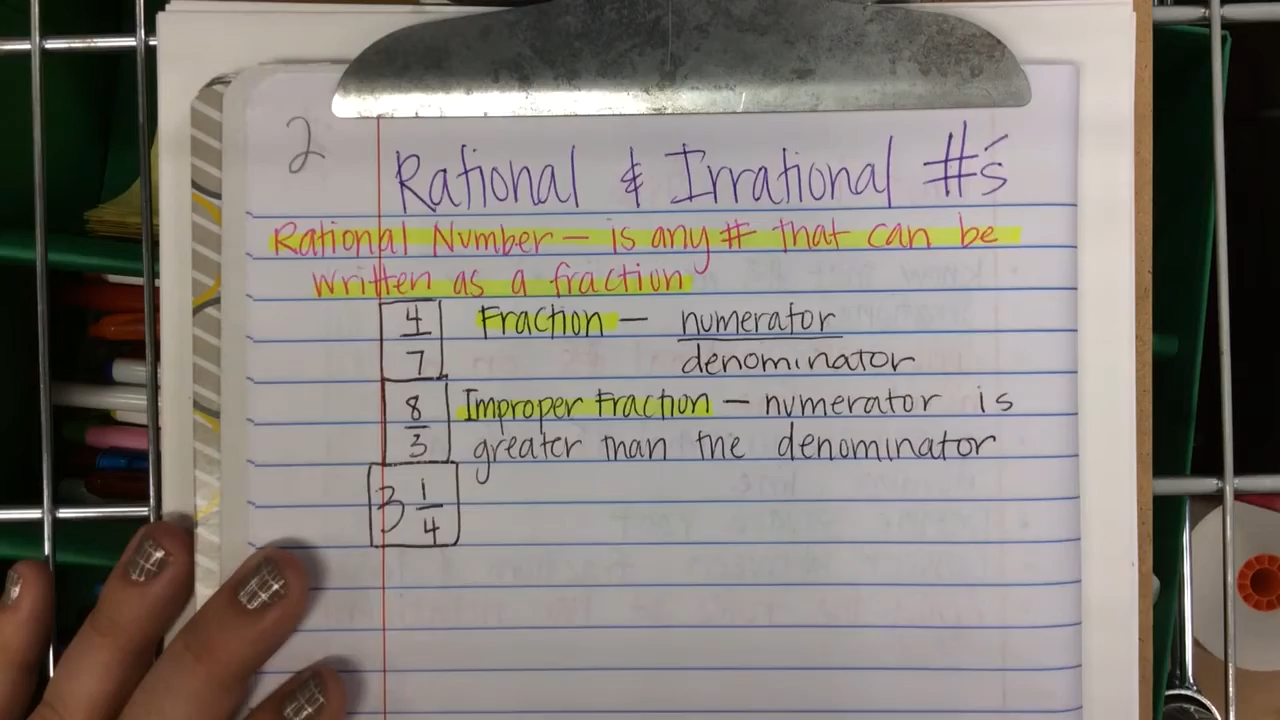 2
Rational & Irrational #'s
Rational Number — is any # that can be
written as a fraction
4/7 Fraction — numerator/
denominator
8/3 Improper Fraction — numerator is
greater than the denominator
3 1/4